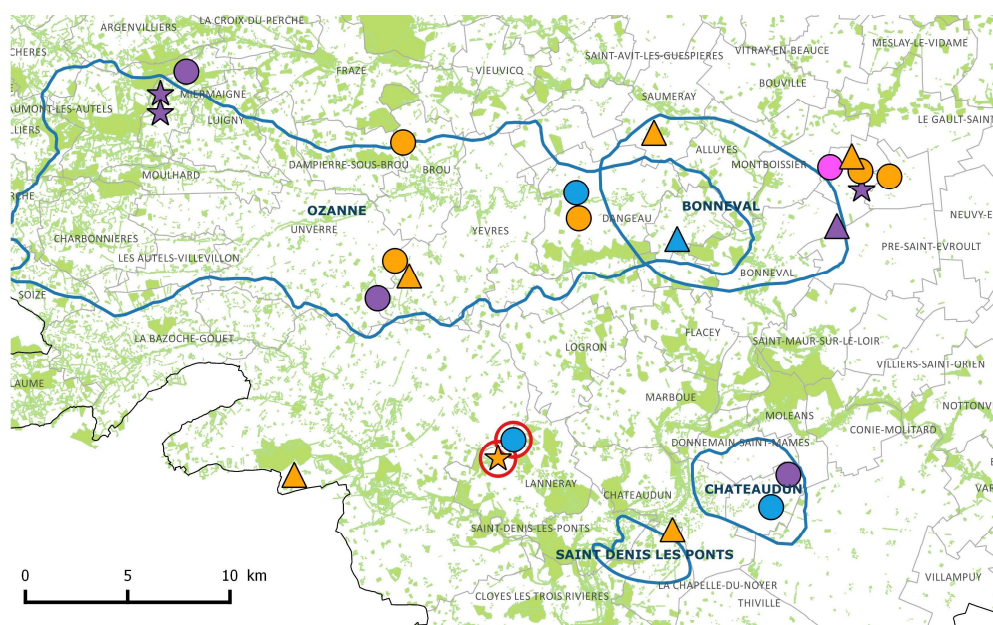 LA CROIX-DU-PERCHE
ARGENVILLIERS
MESLAY-LE-VIDAME
VITRAY-EN-BEAUCE
SAINT-AVIT-LES-GUESPIERES
CHERES
FRAZE
VIEUVICQ
BOUVILLE
MIERMAIGNE
SAUMERAY
AUMONT-LES-AUTELS
LUIGNY
LE GAULT-SAINT
LLIERS
ALLUYES
DAMPIERRE-SOUS-BROU
MONTBOISSIER
BROU
MOULHARD
RCHE
BONNEVAL
OZANNE
NEUVY-E
DANGEAU
UNVERRE
YEVRES
CHARBONNIERES
PRE-SAINT-EVROULT
LES AUTELS-VILLEVILLON
BONNEVAL
SOIZE
FLACEY
LA BAZOCHE-GOUET
SAINT-MAUR-SUR-LE-LOIR
LOGRON
VILLIERS-SAINT-ORIEN
LAUME
MARBOUE
NOTTONV
MOLEANS
CONIE-MOLITARD
DONNEMAIN-SAINT-MAMES
LANNERAY
CHATEAUDUN
VAR
CHATEAUDUN
SAINT-DENIS-LES-PONTS
SAINT DENIS LES PONTS
0 5 10 km
VILLAMPUY
LA CHAPELLE-DU-NOYER
CLOYES LES TROIS RIVIERES
THIVILLE